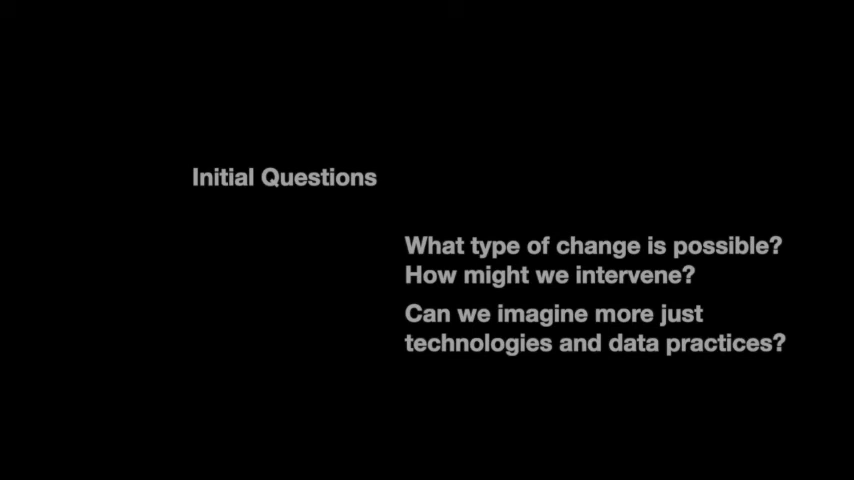 Initial Questions
What type of change is possible?
How might we intervene?
Can we imagine more just
technologies and data practices?